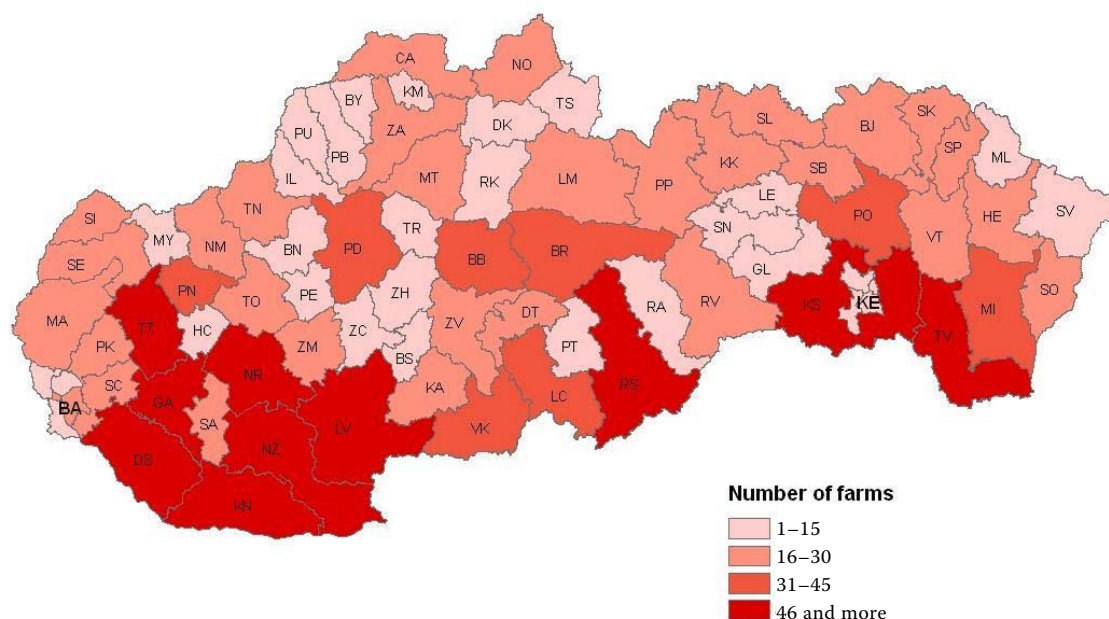 CA
NO
KM
BY
TS
PU
ZA
DK
PB
SL
BJ
SK
SP
ML
IL
MT
RK
LM
PP
KK
SB
LE
SI
TN
MY
NM
BN
PD
TR
BB
BR
SN
PO
VT
HE
SV
SE
PN
TO
PE
ZH
GL
MA
TT
HC
ZM
ZC
ZV
DT
RA
RV
KS
KE
MI
SO
PK
NR
BS
PT
TV
SC
GA
SA
KA
LC
RS
BA
DS
NZ
LV
VK
KN
Number of farms
1–15
16–30
31–45
46 and more